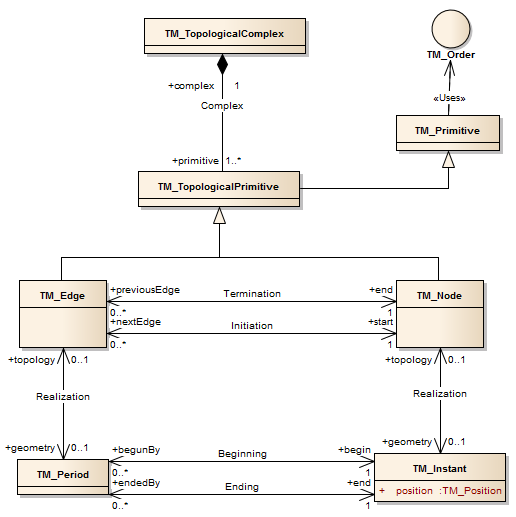 TM_TopologicalComplex
TM_Order
+complex 1
Complex
«Uses»
TM_Primitive
+primitive 1..*
TM_TopologicalPrimitive
TM_Edge
+previousEdge
0..*
Termination
+end
1
TM_Node
+nextEdge
0..*
Initiation
+start
1
+topology 0..1
Realization
+geometry 0..1
+topology 0..1
Realization
+geometry 0..1
TM_Period
+begunBy
0..*
Beginning
+begin
1
TM_Instant
+endedBy
0..*
Ending
+end
1
+ position :TM_Position